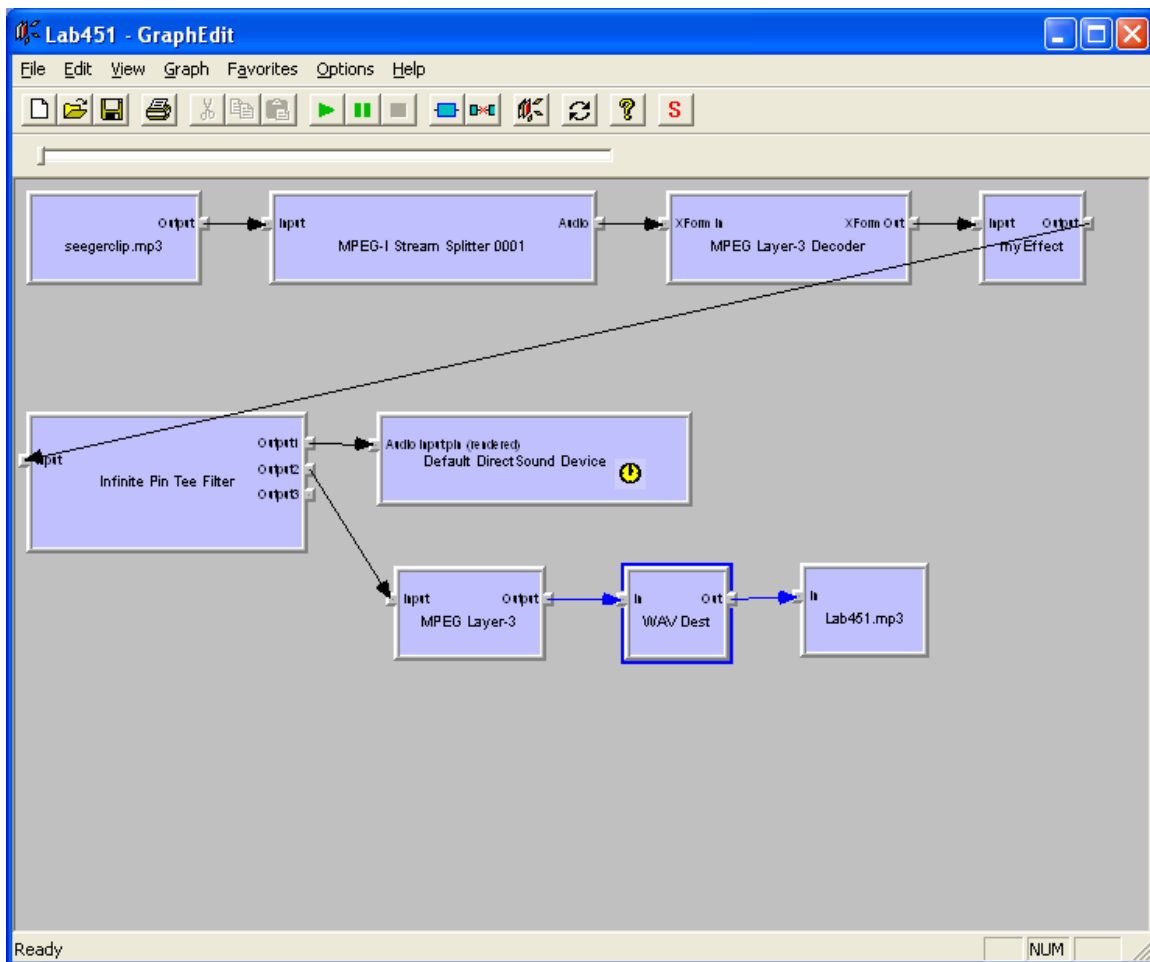 Lab451 - GraphEdit
File Edit View Graph Favorites Options Help
S
Output
seegerclip.mp3
Input Audio
MPEG-I Stream Splitter 0001
XForm In XForm Out
MPEG Layer-3 Decoder
Input Output
myEffect
Input
Output1
Output2
Output3
Infinite Pin Tee Filter
Audio Input pin (rendered)
Default DirectSound Device
Input Output
MPEG Layer-3
In Out
WAV Dest
In
Lab451.mp3
Ready NUM